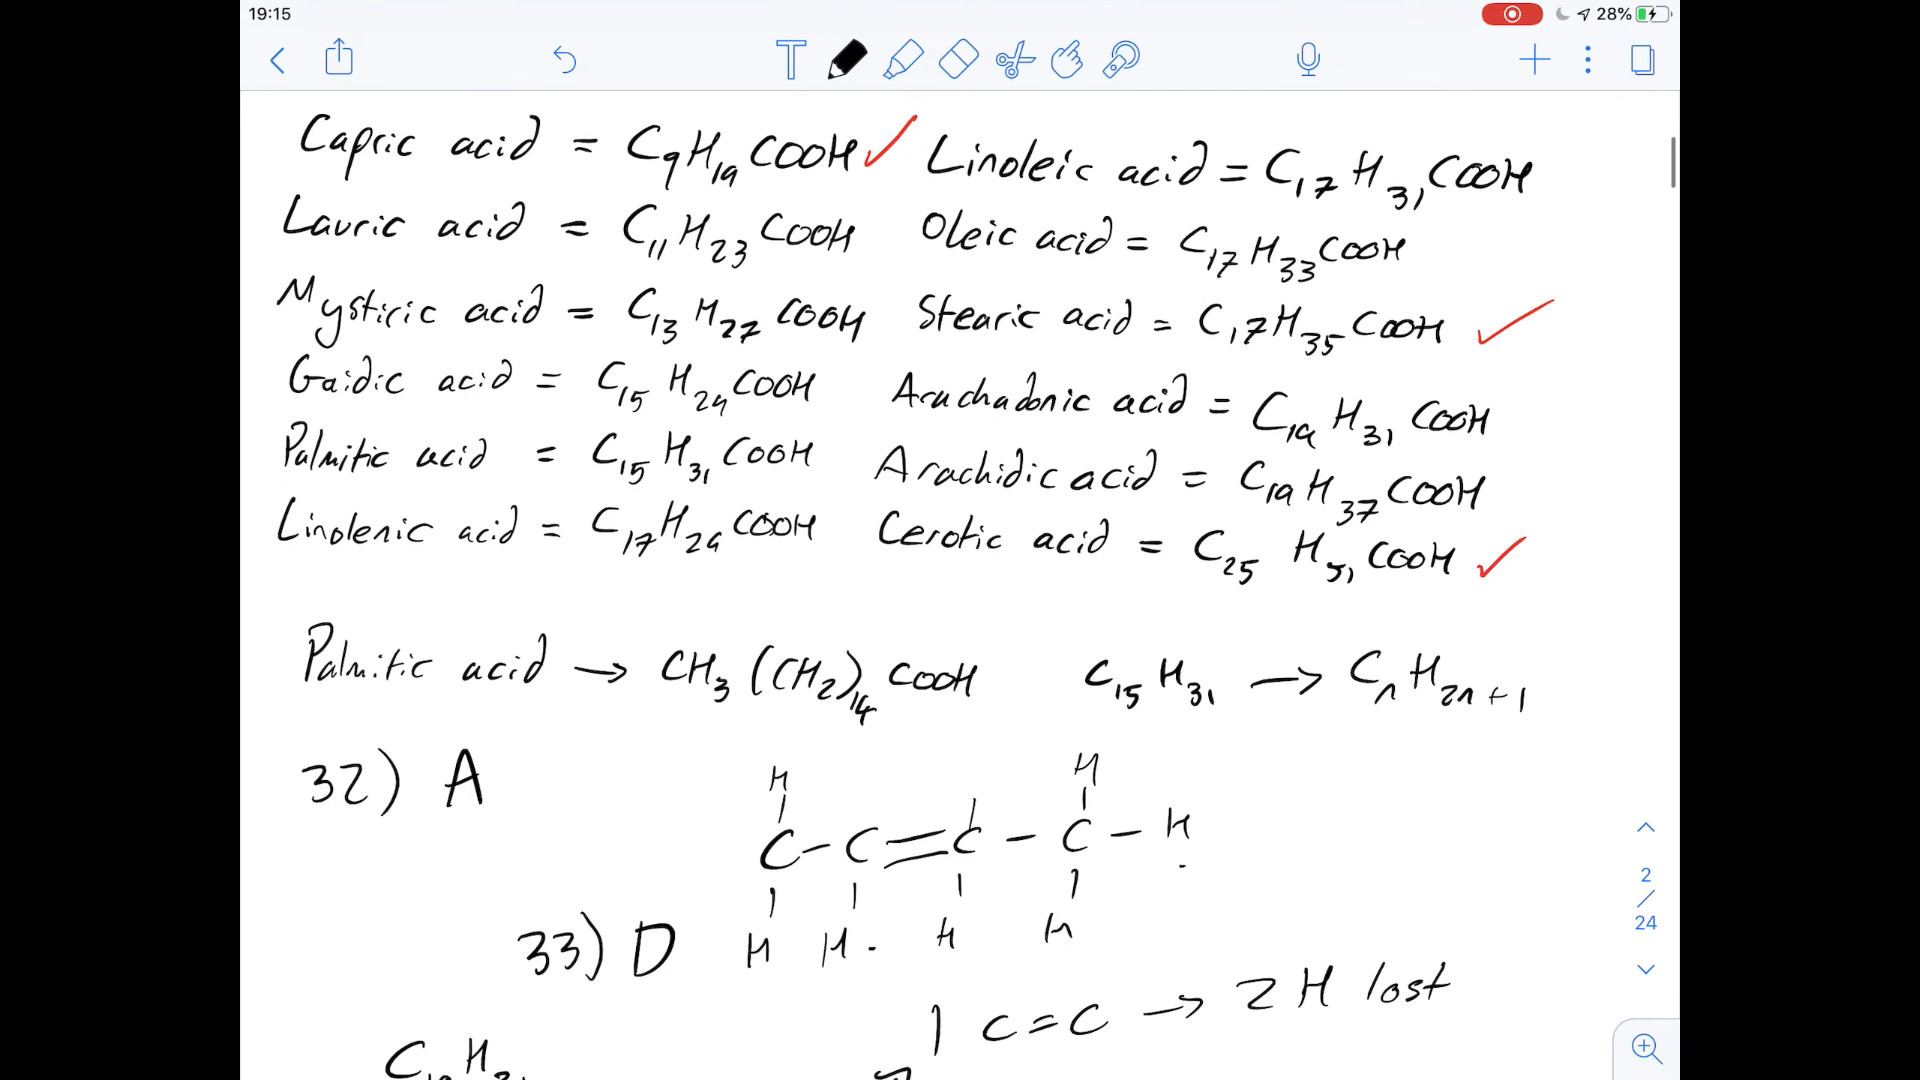 19:15
28%
Capric acid = C₉H₁₉COOH ✓ Linoleic acid = C₁₇H₃₁COOH
Lauric acid = C₁₁H₂₃COOH Oleic acid = C₁₇H₃₃COOH
Mystiric acid = C₁₃H₂₇COOH Stearic acid = C₁₇H₃₅COOH ✓
Gaidic acid = C₁₅H₂₉COOH Arachadonic acid = C₁₉H₃₁COOH
Palmitic acid = C₁₅H₃₁COOH Arachidic acid = C₁₉H₃₇COOH
Linolenic acid = C₁₇H₂₉COOH Cerotic acid = C₂₅H₅₁COOH ✓
Palmitic acid → CH₃(CH₂)₁₄COOH C₁₅H₃₁ → CₙH₂ₙ₊₁
32) A
H H
C - C = C - C - H
33) D H H H H
1 C=C → 2H lost
2
/
24